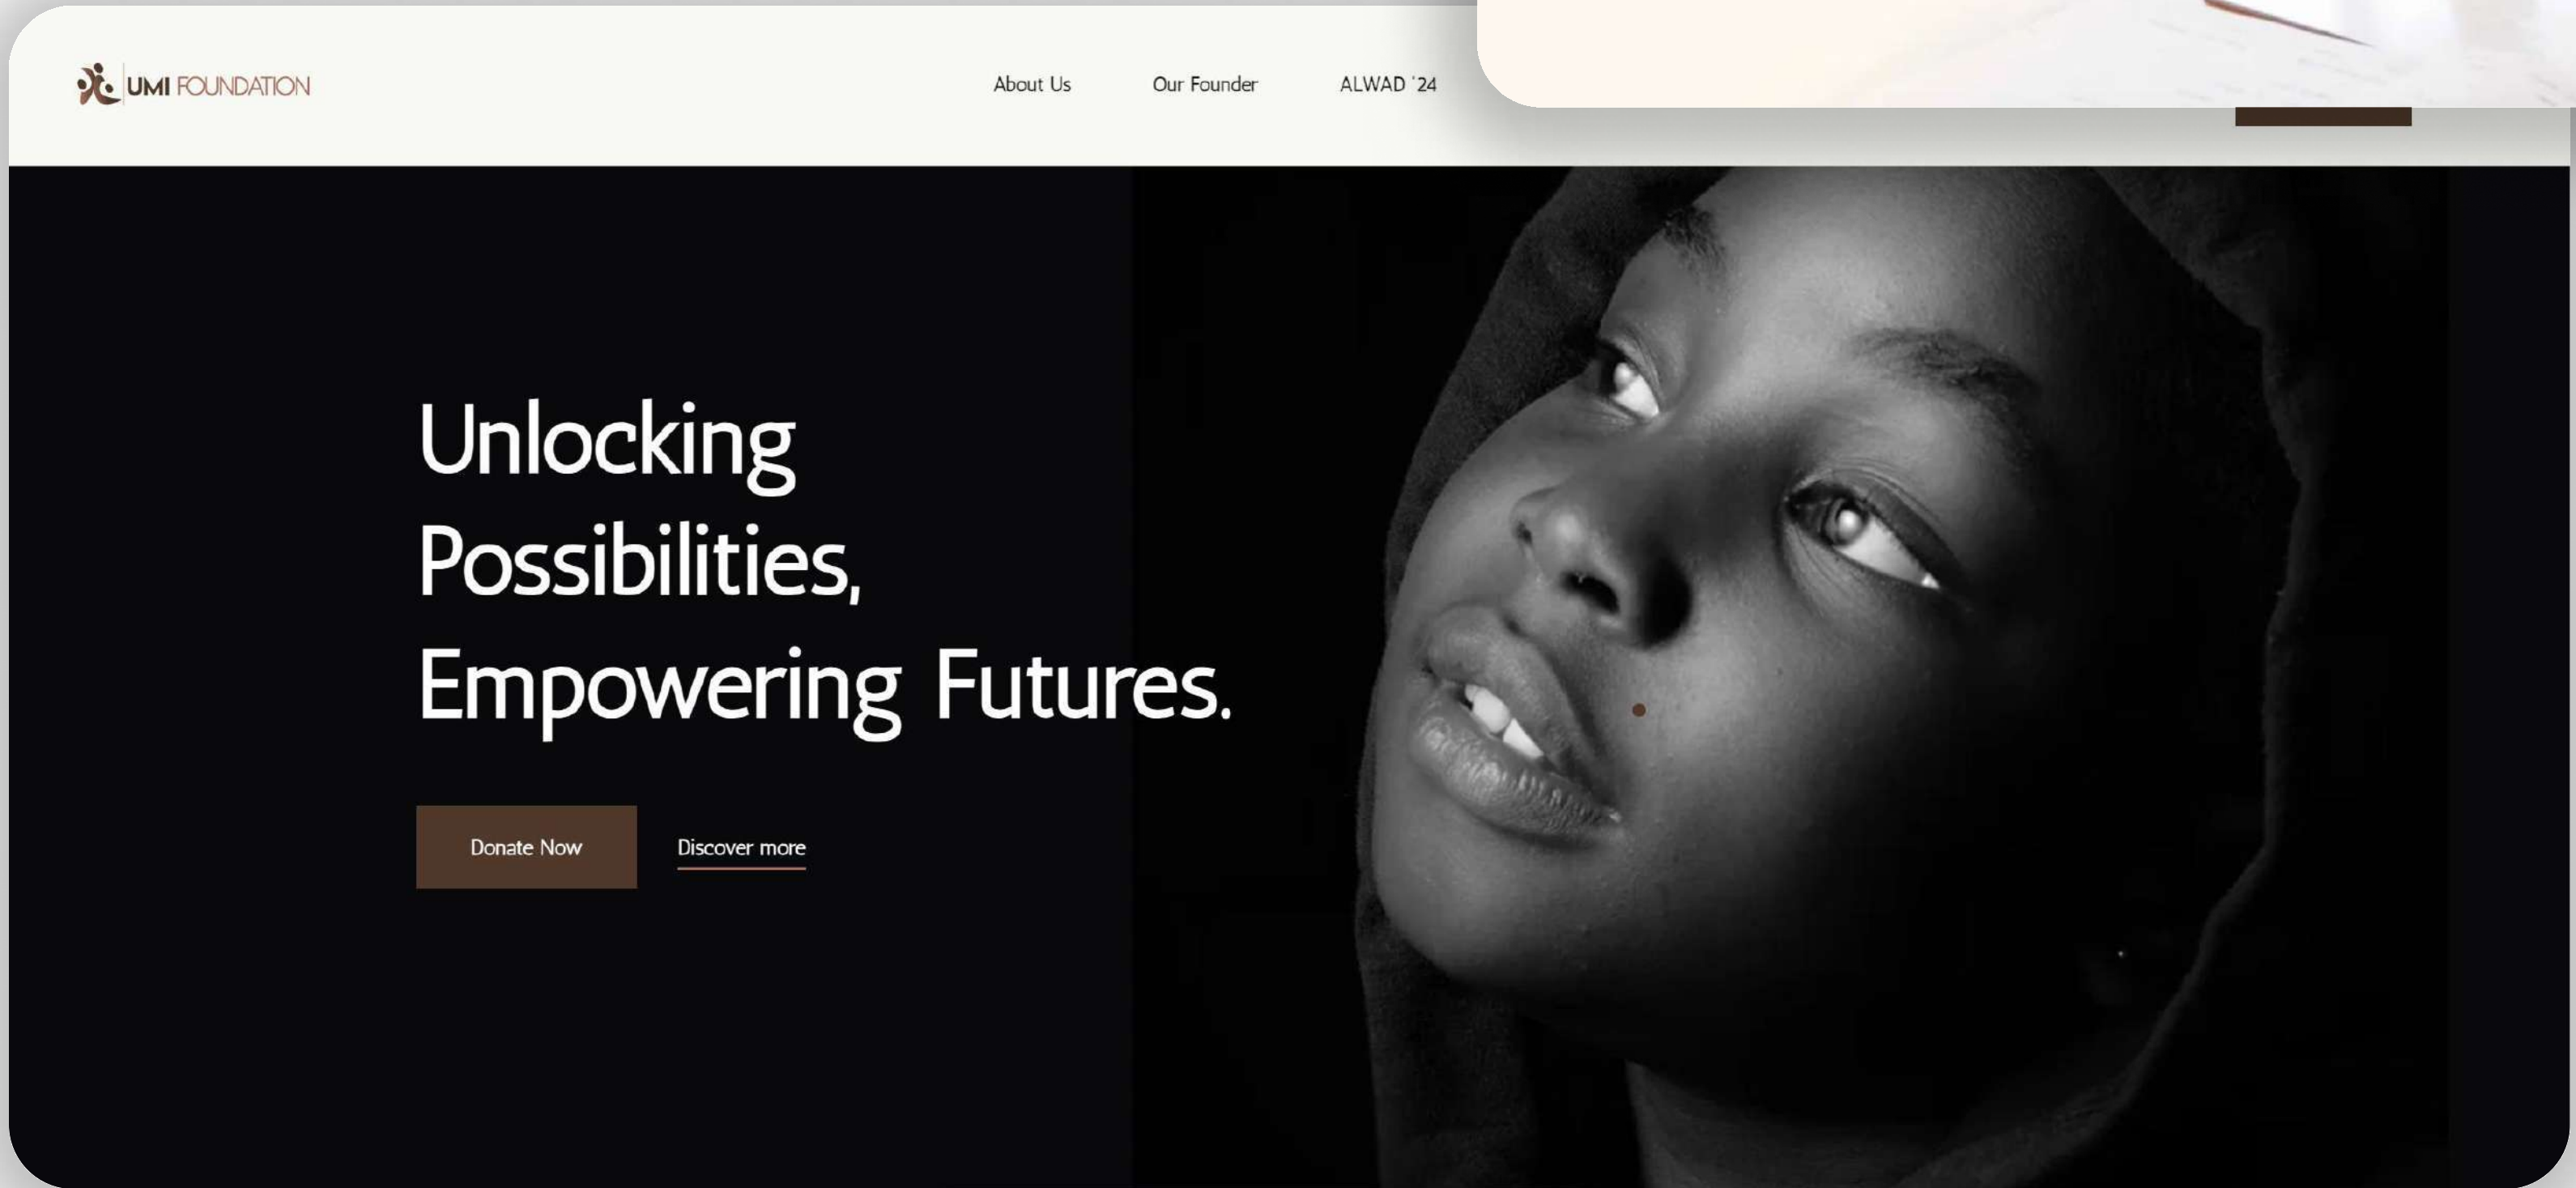 UMI FOUNDATION
About Us
Our Founder
ALWAD '24
Unlocking
Possibilities,
Empowering Futures.
Donate Now
Discover more